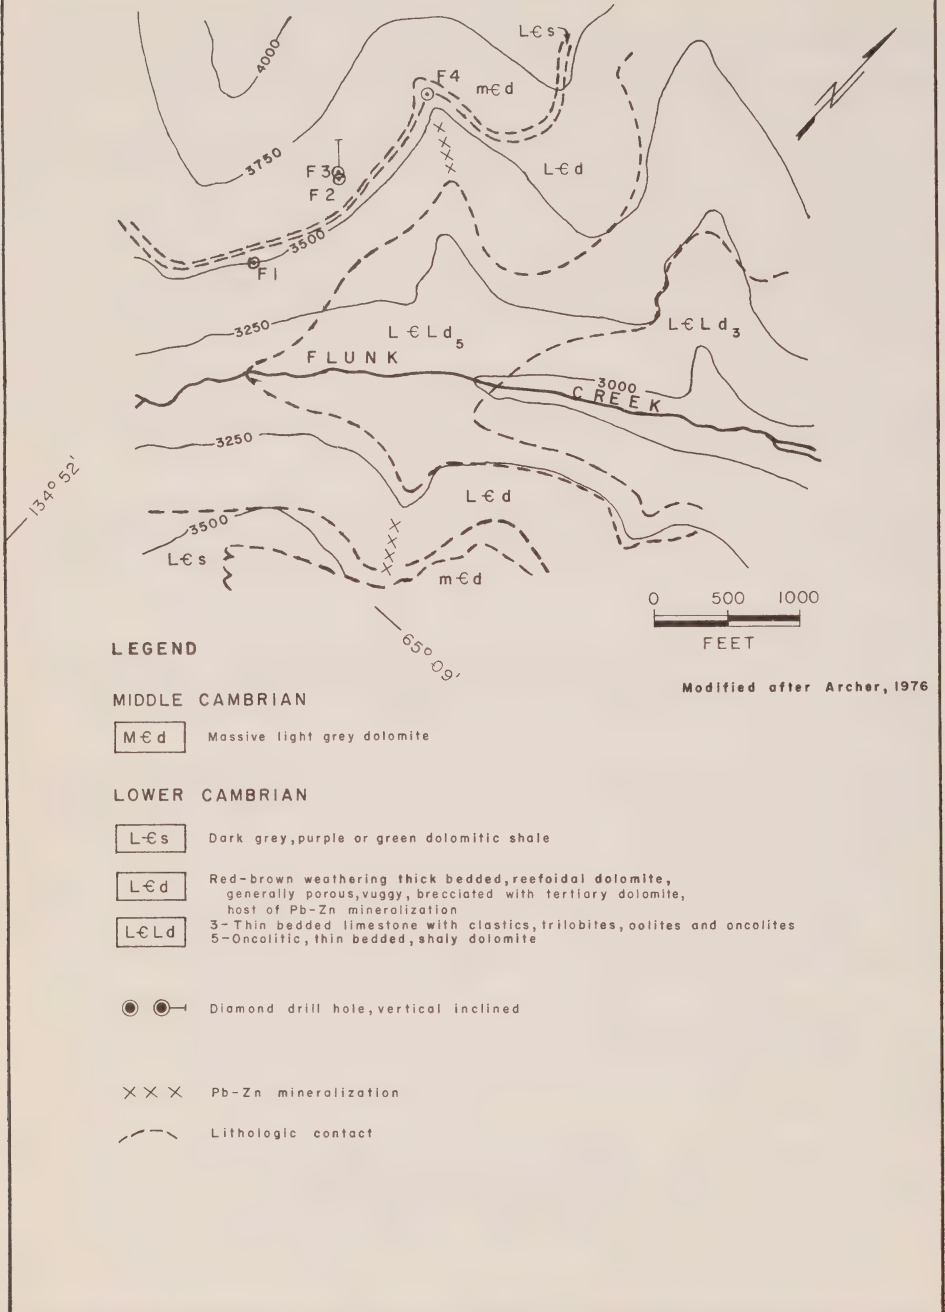 L€s
4000
F4
m€d
3750
L€d
F3
F2
3500
F1
3250
L€Ld5
L€Ld3
FLUNK
3000
CREEK
3250
134° 52'
L€d
3500
L€s
m€d
0 500 1000
FEET
65° 09'
LEGEND
Modified after Archer, 1976
MIDDLE CAMBRIAN
M€d Massive light grey dolomite
LOWER CAMBRIAN
L€s Dark grey, purple or green dolomitic shale
L€d Red-brown weathering thick bedded, reefoidal dolomite,
generally porous, vuggy, brecciated with tertiary dolomite,
host of Pb-Zn mineralization
L€Ld 3-Thin bedded limestone with clastics, trilobites, oolites and oncolites
5-Oncolitic, thin bedded, shaly dolomite
Diamond drill hole, vertical inclined
Pb-Zn mineralization
Lithologic contact